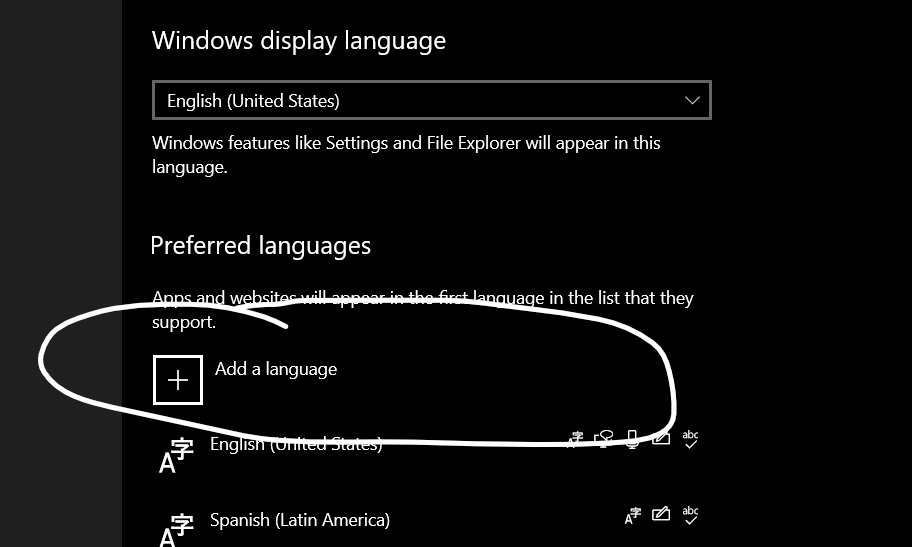 Windows display language
English (United States)
Windows features like Settings and File Explorer will appear in this
language.
Preferred languages
Apps and websites will appear in the first language in the list that they
support.
Add a language
English (United States)
Spanish (Latin America)